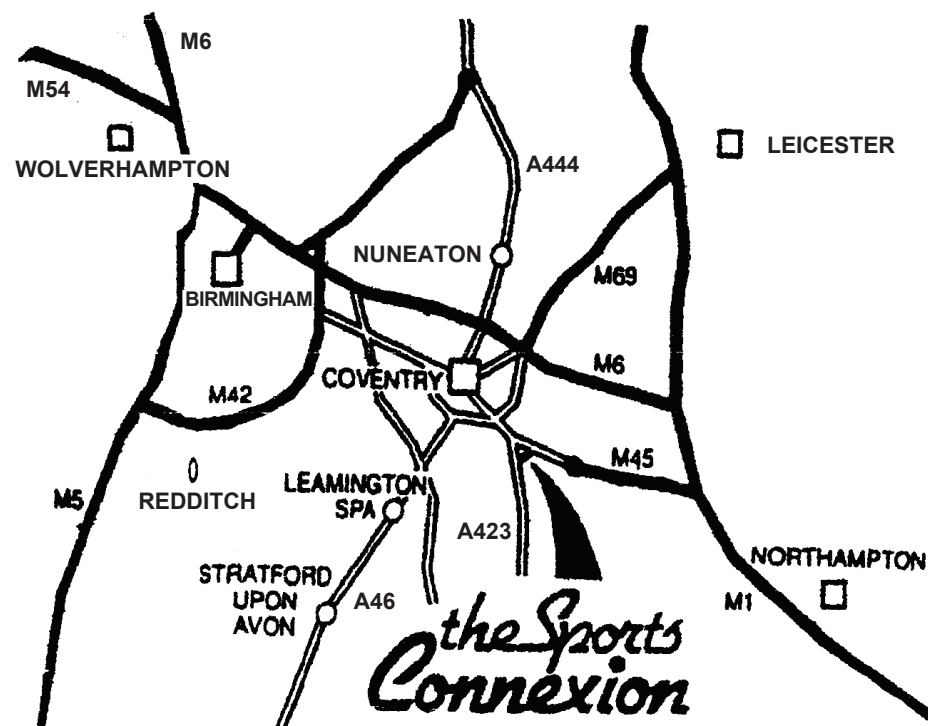 M6
M54
WOLVERHAMPTON
LEICESTER
A444
NUNEATON
M69
BIRMINGHAM
M6
COVENTRY
M42
M45
LEAMINGTON
SPA
M5
REDDITCH
A423
NORTHAMPTON
STRATFORD
UPON
AVON
A46
M1
the Sports
Connexion